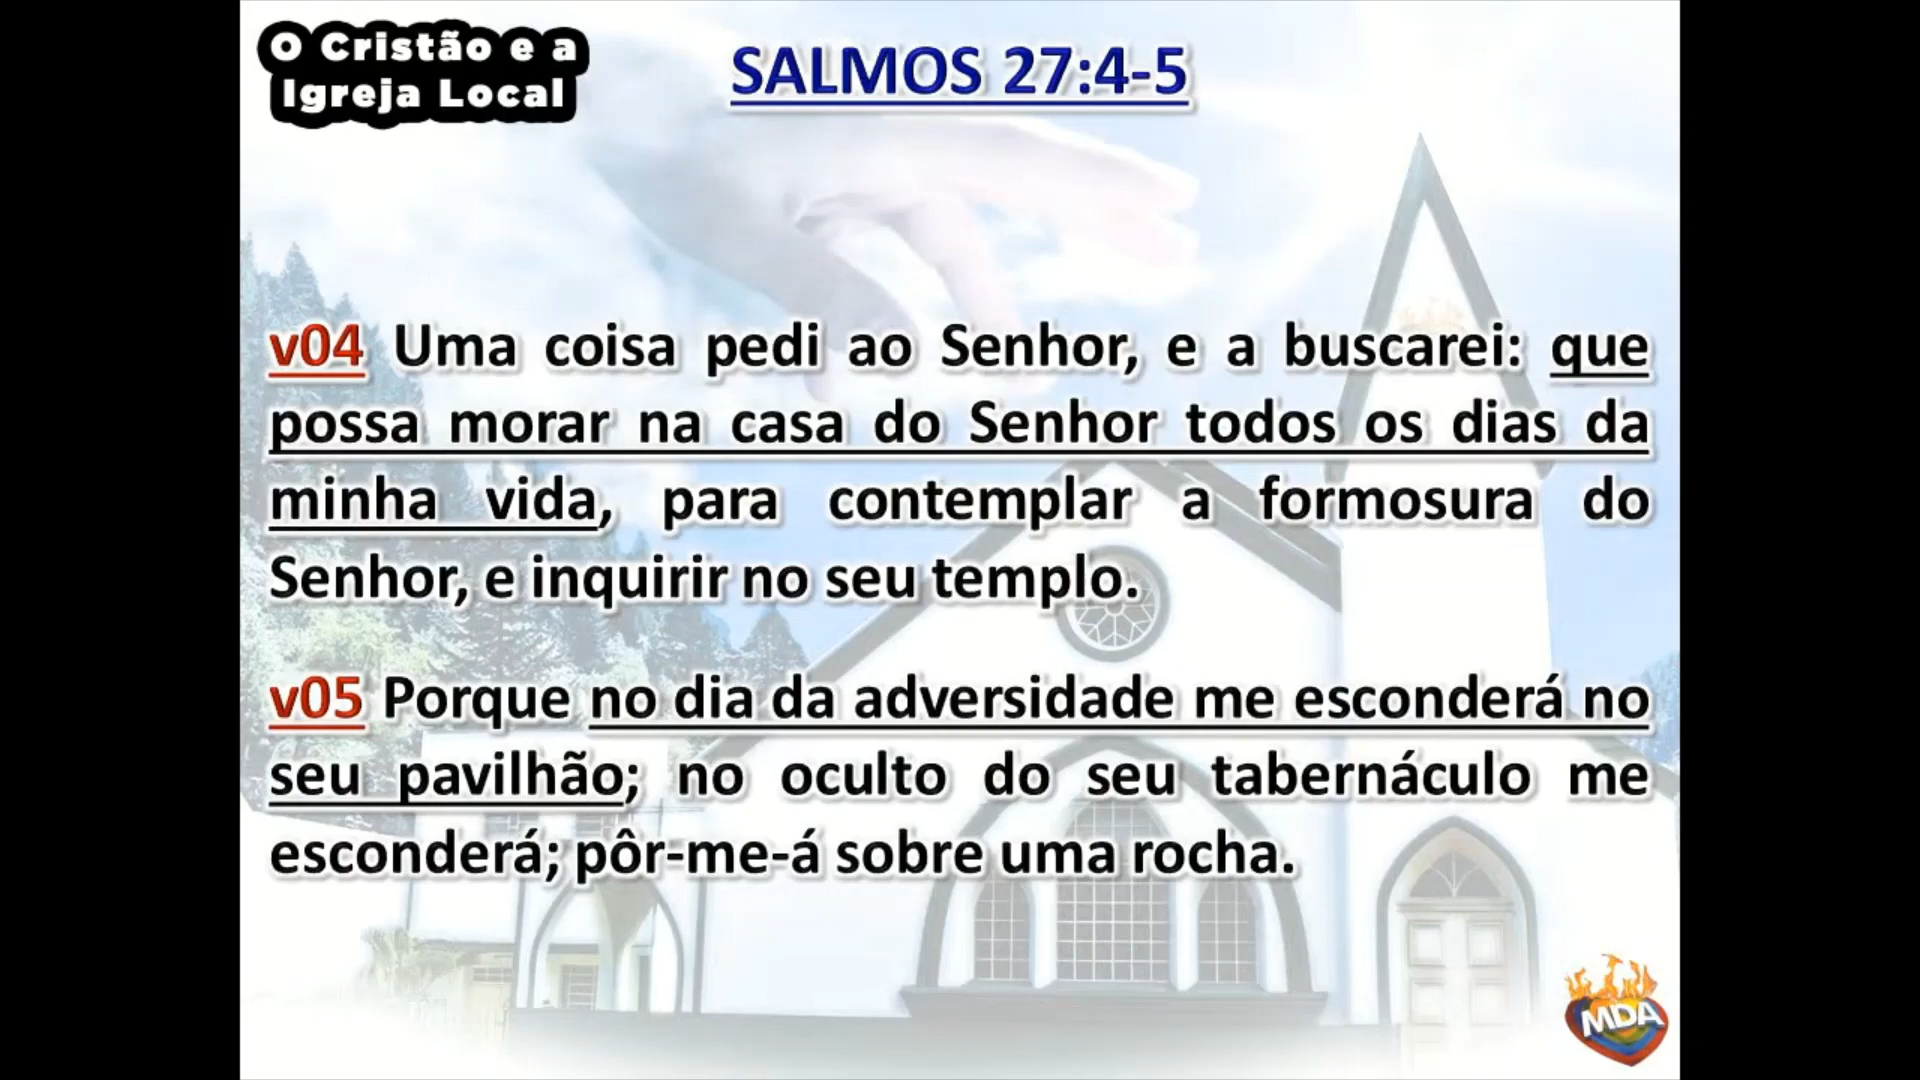 O Cristão e a
Igreja Local
SALMOS 27:4-5
v04 Uma coisa pedi ao Senhor, e a buscarei: que
possa morar na casa do Senhor todos os dias da
minha vida, para contemplar a formosura do
Senhor, e inquirir no seu templo.
v05 Porque no dia da adversidade me esconderá no
seu pavilhão; no oculto do seu tabernáculo me
esconderá; pôr-me-á sobre uma rocha.
MDA